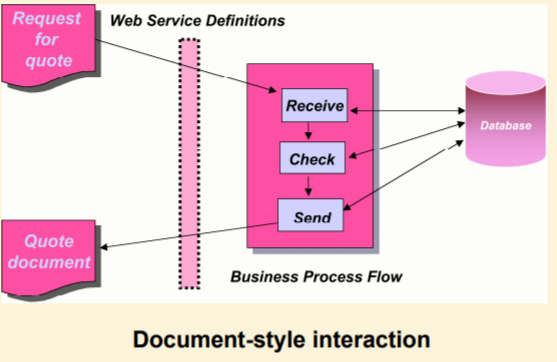 Request
for
quote
Web Service Definitions
Receive
Check
Send
Database
Quote
document
Business Process Flow
Document-style interaction